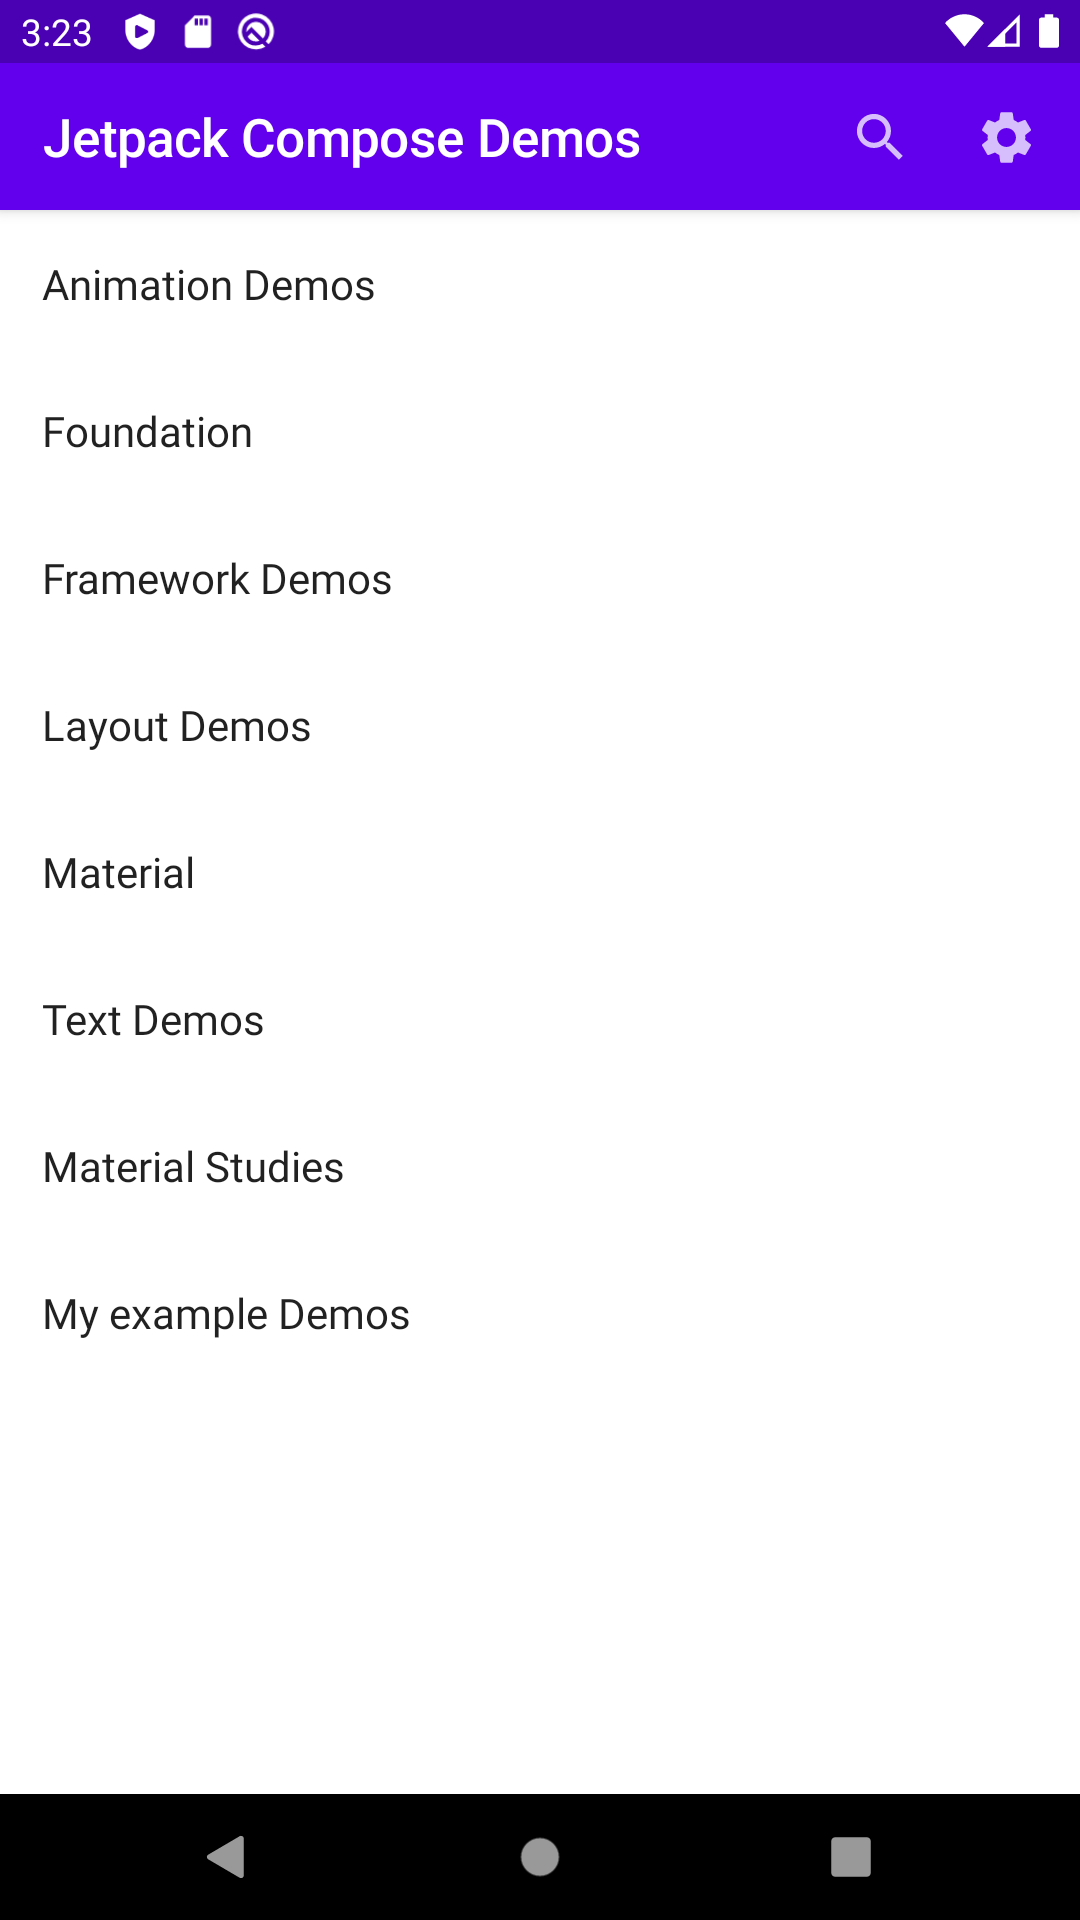 3:23
Jetpack Compose Demos
Animation Demos
Foundation
Framework Demos
Layout Demos
Material
Text Demos
Material Studies
My example Demos